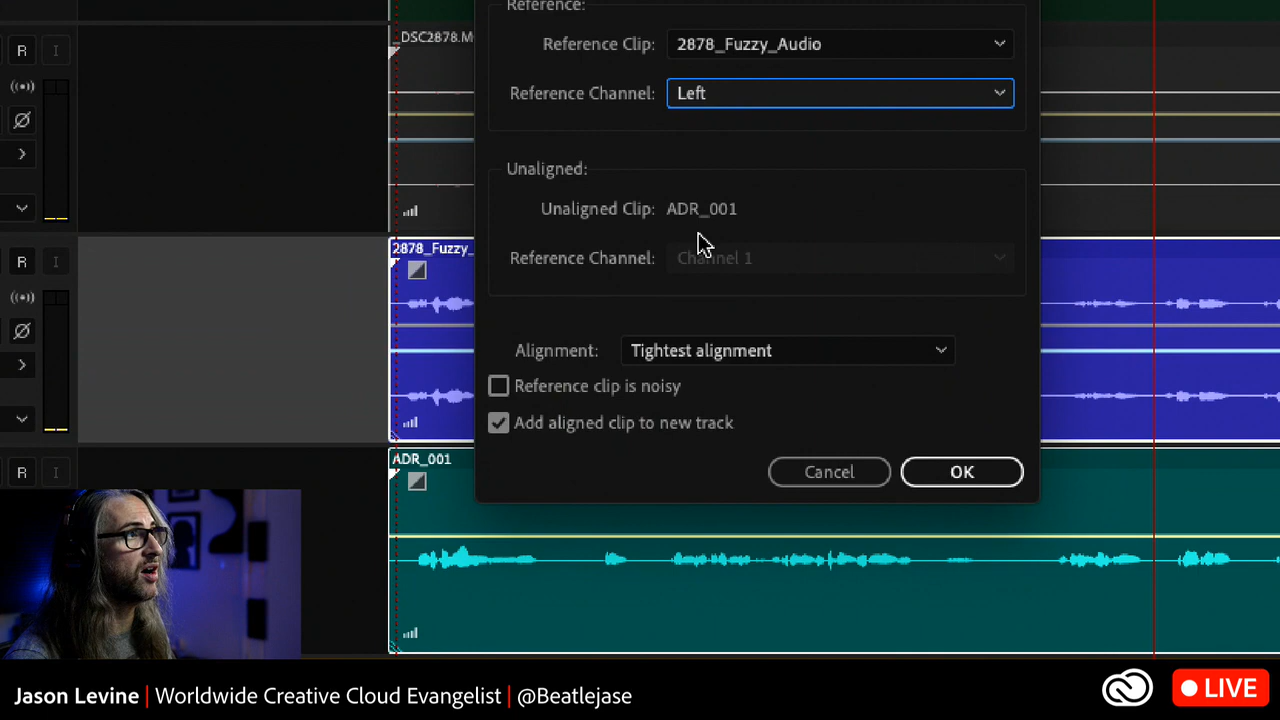 Reference:
_DSC2878.M
R I
Reference Clip: 2878_Fuzzy_Audio
Reference Channel: Left
Unaligned:
Unaligned Clip: ADR_001
2878_Fuzzy_
R I
Reference Channel: Channel 1
Alignment: Tightest alignment
Reference clip is noisy
Add aligned clip to new track
ADR_001
R I
Cancel
OK
Jason Levine | Worldwide Creative Cloud Evangelist | @Beatlejase
LIVE